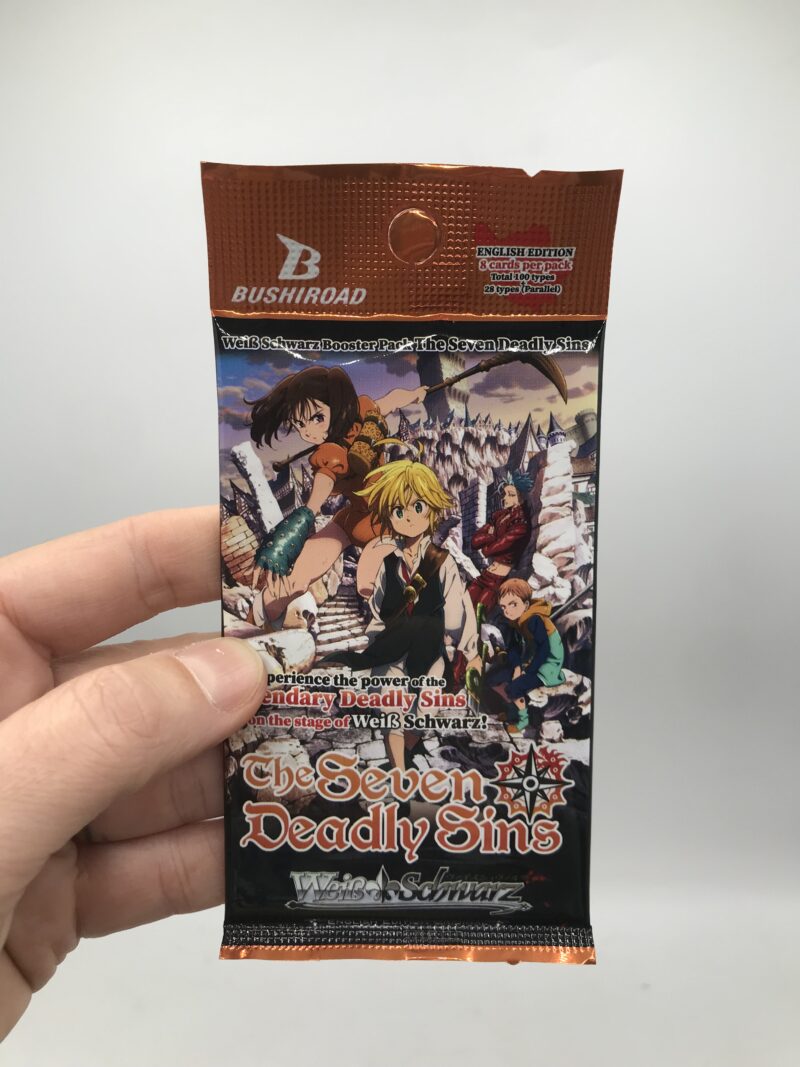 B
BUSHIROAD
ENGLISH EDITION
8 cards per pack
Total 100 types
+
28 types (Parallel)
Weiß Schwarz Booster Pack The Seven Deadly Sins
perience the power of the
endary Deadly Sins
on the stage of Weiß Schwarz!
The Seven
Deadly Sins
Weiß Schwarz